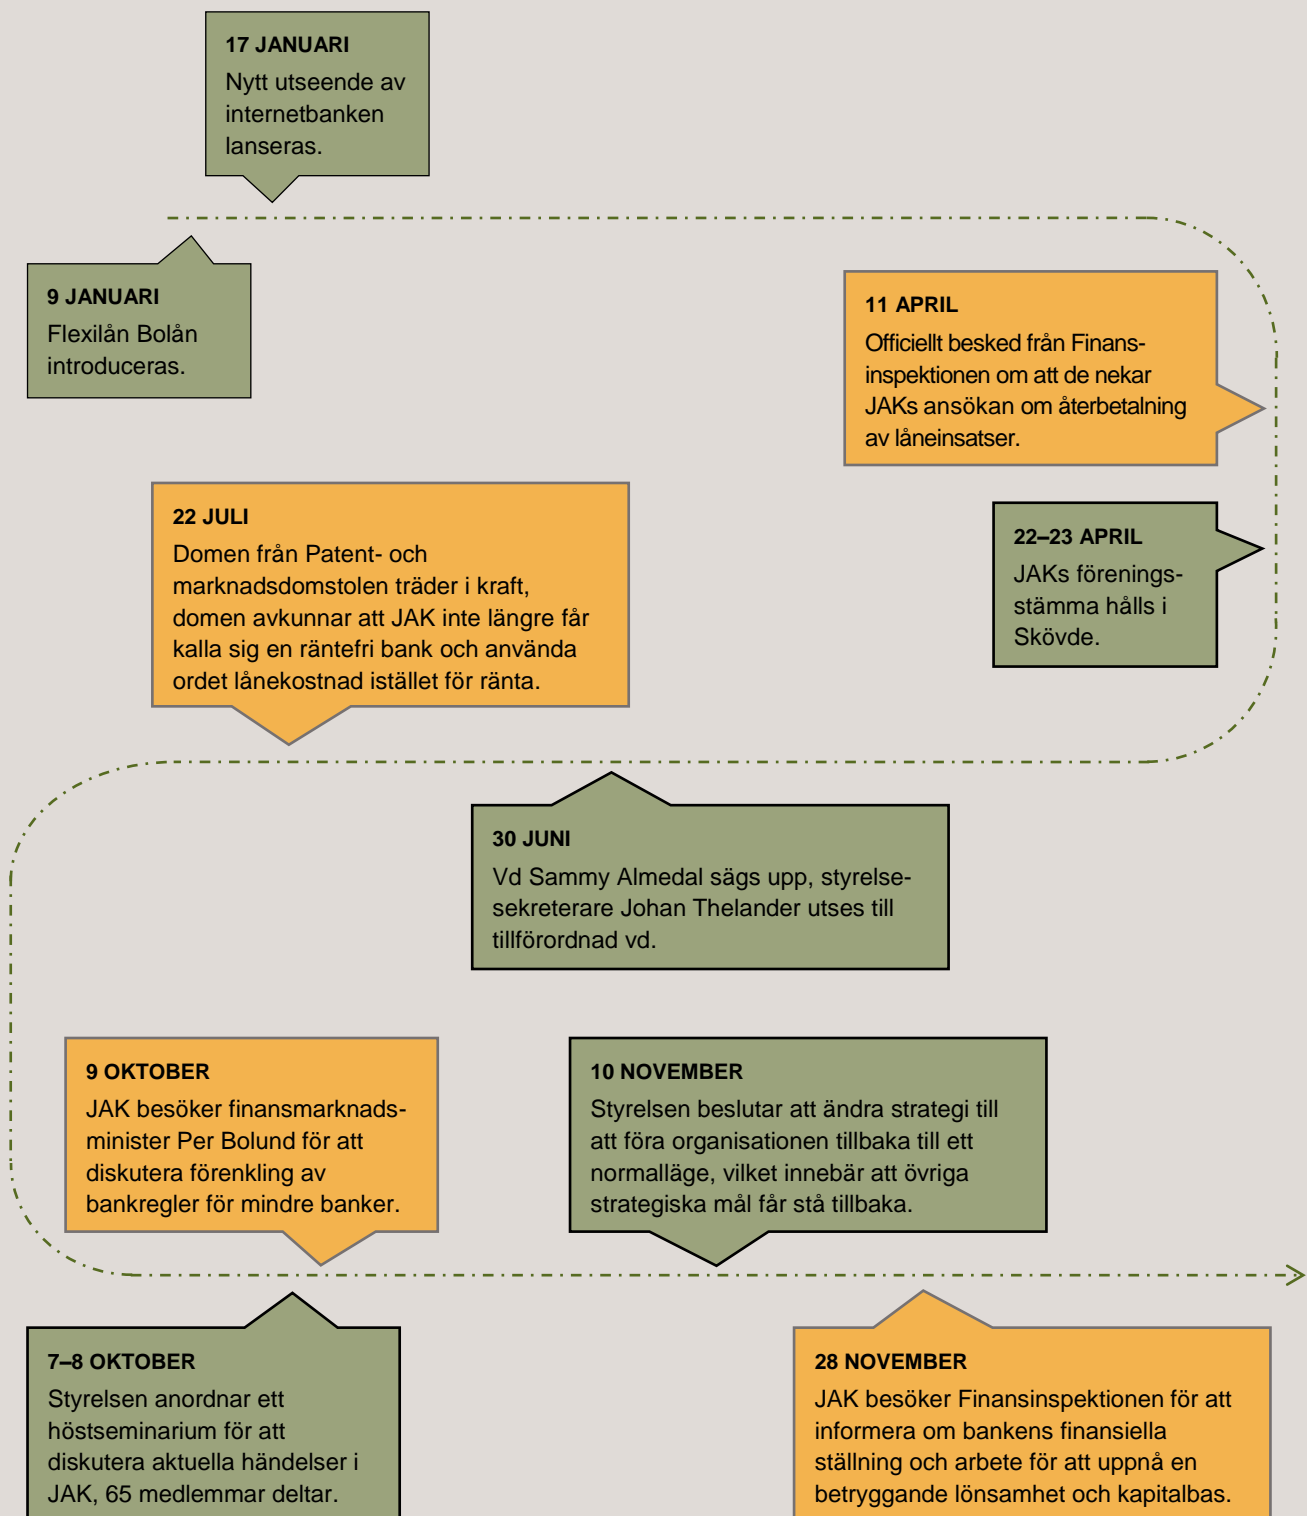 17 JANUARI
Nytt utseende av
internetbanken
lanseras.
9 JANUARI
Flexilån Bolån
introduceras.
11 APRIL
Officiellt besked från Finans-
inspektionen om att de nekar
JAKs ansökan om återbetalning
av låneinsatser.
22–23 APRIL
JAKs förenings-
stämma hålls i
Skövde.
22 JULI
Domen från Patent- och
marknadsdomstolen träder i kraft,
domen avkunnar att JAK inte längre får
kalla sig en räntefri bank och använda
ordet lånekostnad istället för ränta.
30 JUNI
Vd Sammy Almedal sägs upp, styrelse-
sekreterare Johan Thelander utses till
tillförordnad vd.
9 OKTOBER
JAK besöker finansmarknads-
minister Per Bolund för att
diskutera förenkling av
bankregler för mindre banker.
10 NOVEMBER
Styrelsen beslutar att ändra strategi till
att föra organisationen tillbaka till ett
normalläge, vilket innebär att övriga
strategiska mål får stå tillbaka.
7–8 OKTOBER
Styrelsen anordnar ett
höstseminarium för att
diskutera aktuella händelser i
JAK, 65 medlemmar deltar.
28 NOVEMBER
JAK besöker Finansinspektionen för att
informera om bankens finansiella
ställning och arbete för att uppnå en
betryggande lönsamhet och kapitalbas.